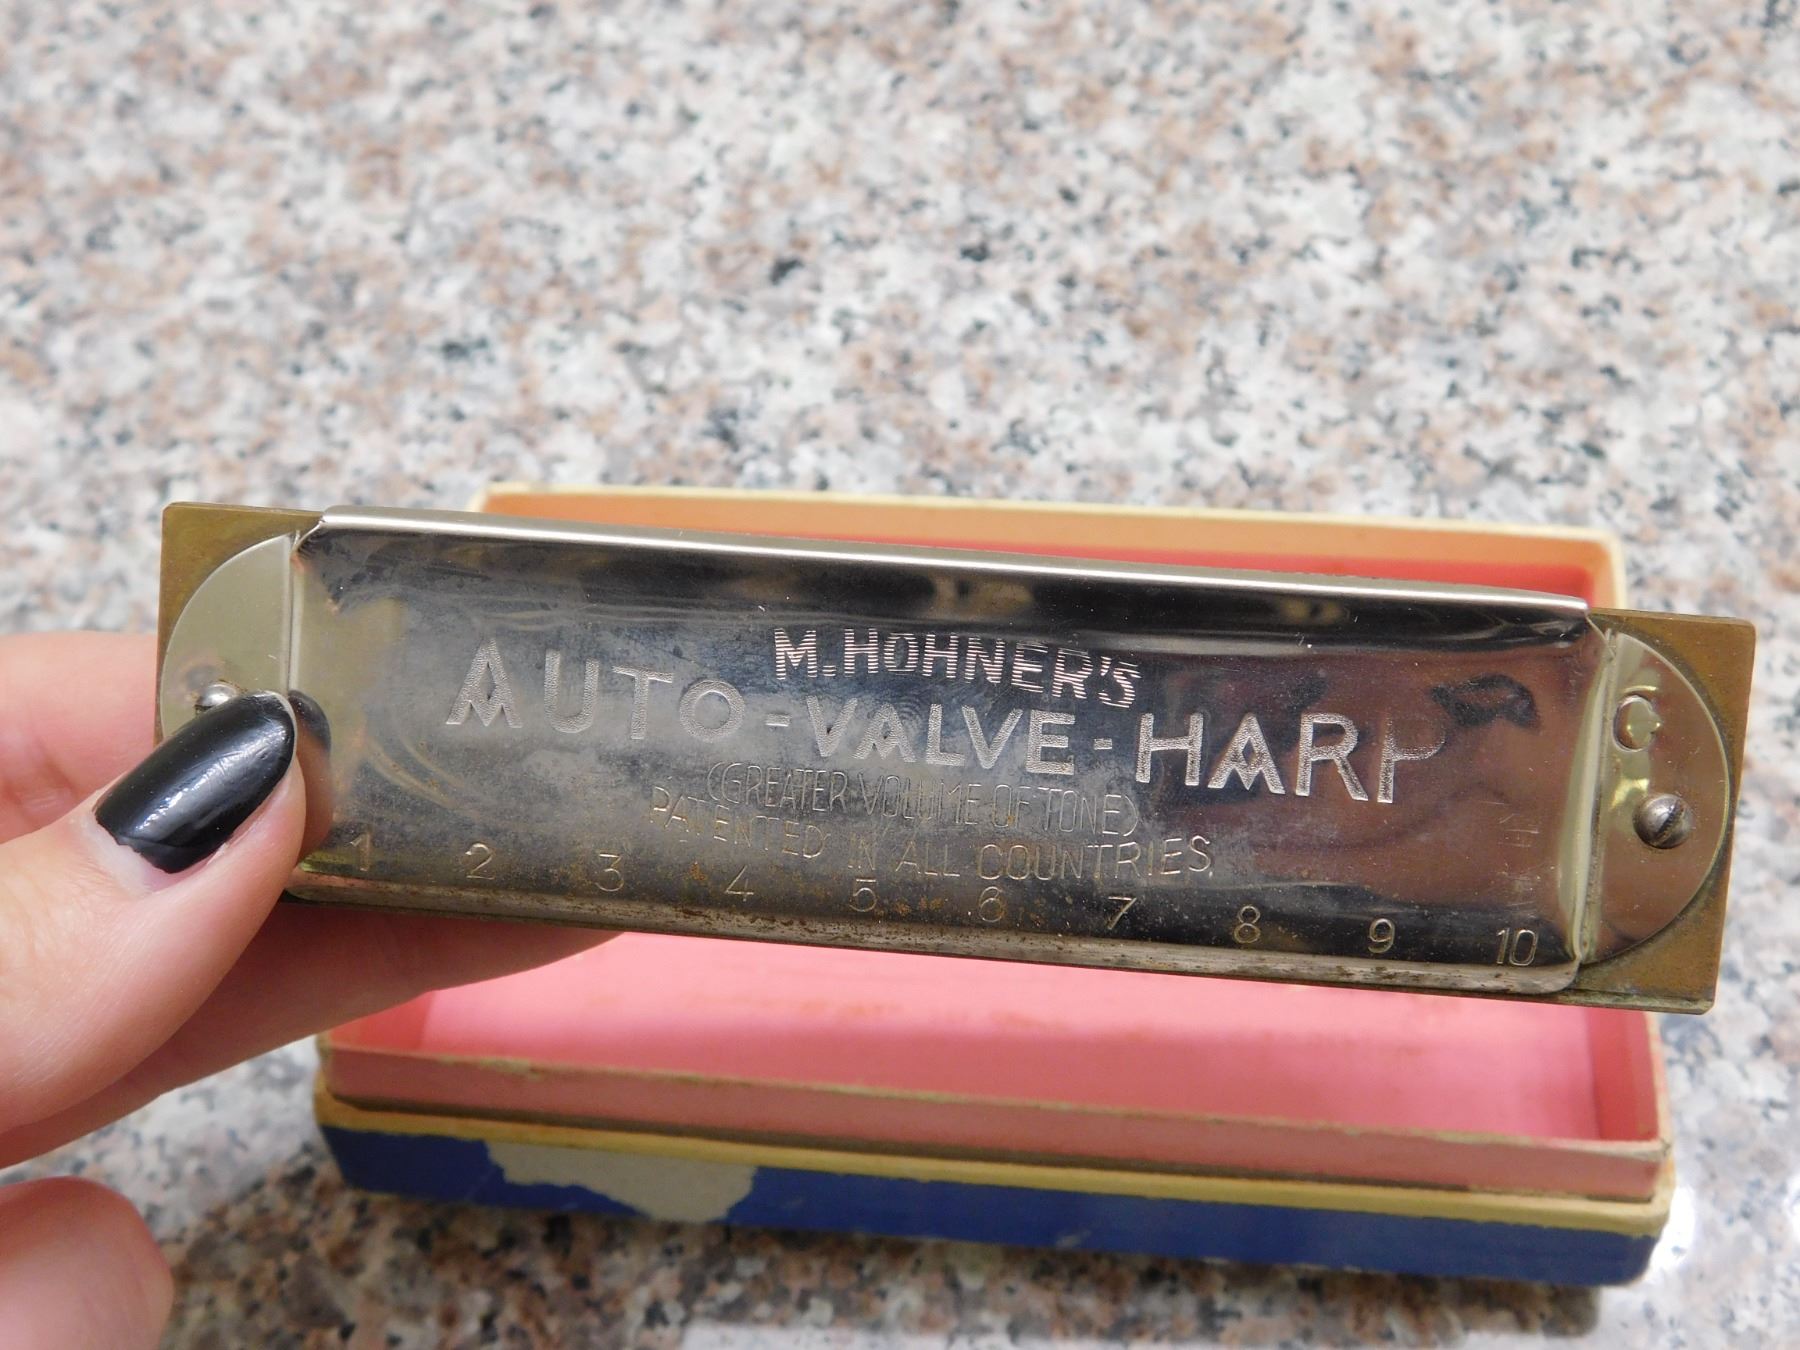 M. HOHNER'S
AUTO-VALVE-HARP
(GREATER VOLUME OF TONE)
PATENTED IN ALL COUNTRIES.
1 2 3 4 5 6 7 8 9 10
C